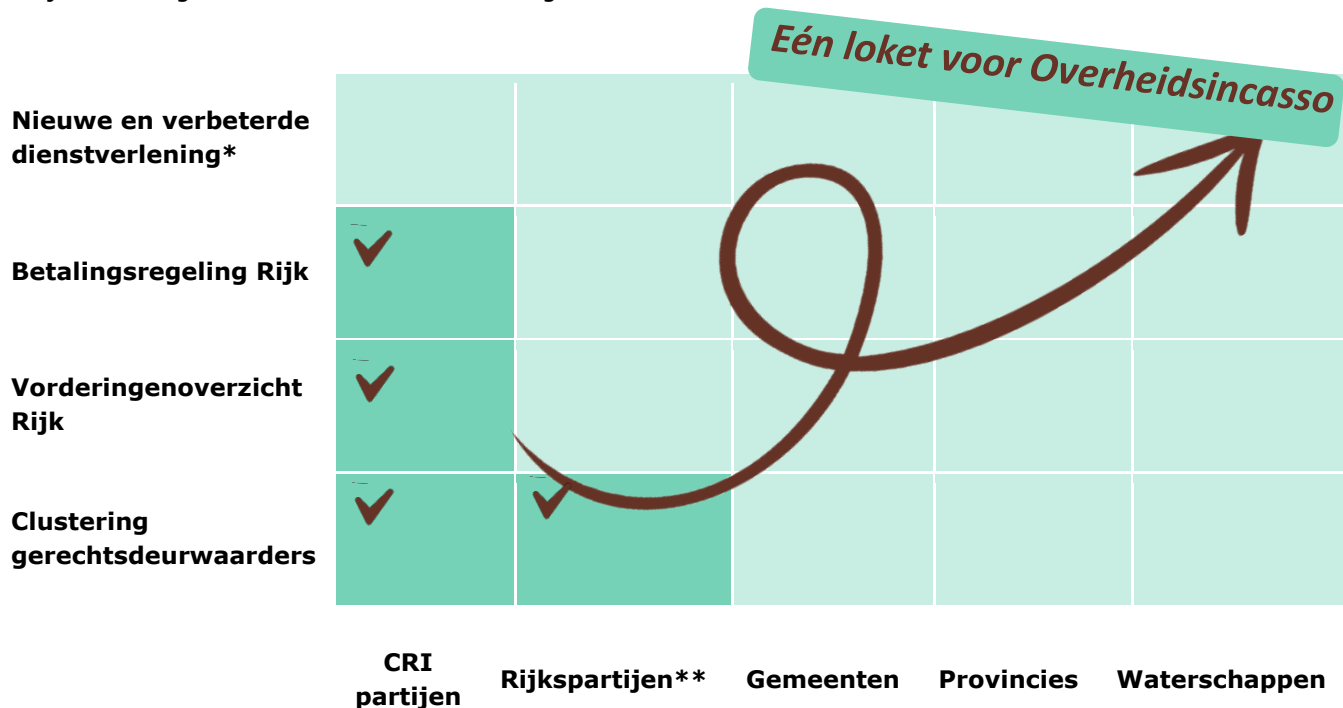 Eén loket voor Overheidsincasso
Nieuwe en verbeterde
dienstverlening*
Betalingsregeling Rijk
Vorderingenoverzicht
Rijk
Clustering
gerechtsdeurwaarders
CRI
partijen
Rijkspartijen**
Gemeenten
Provincies
Waterschappen